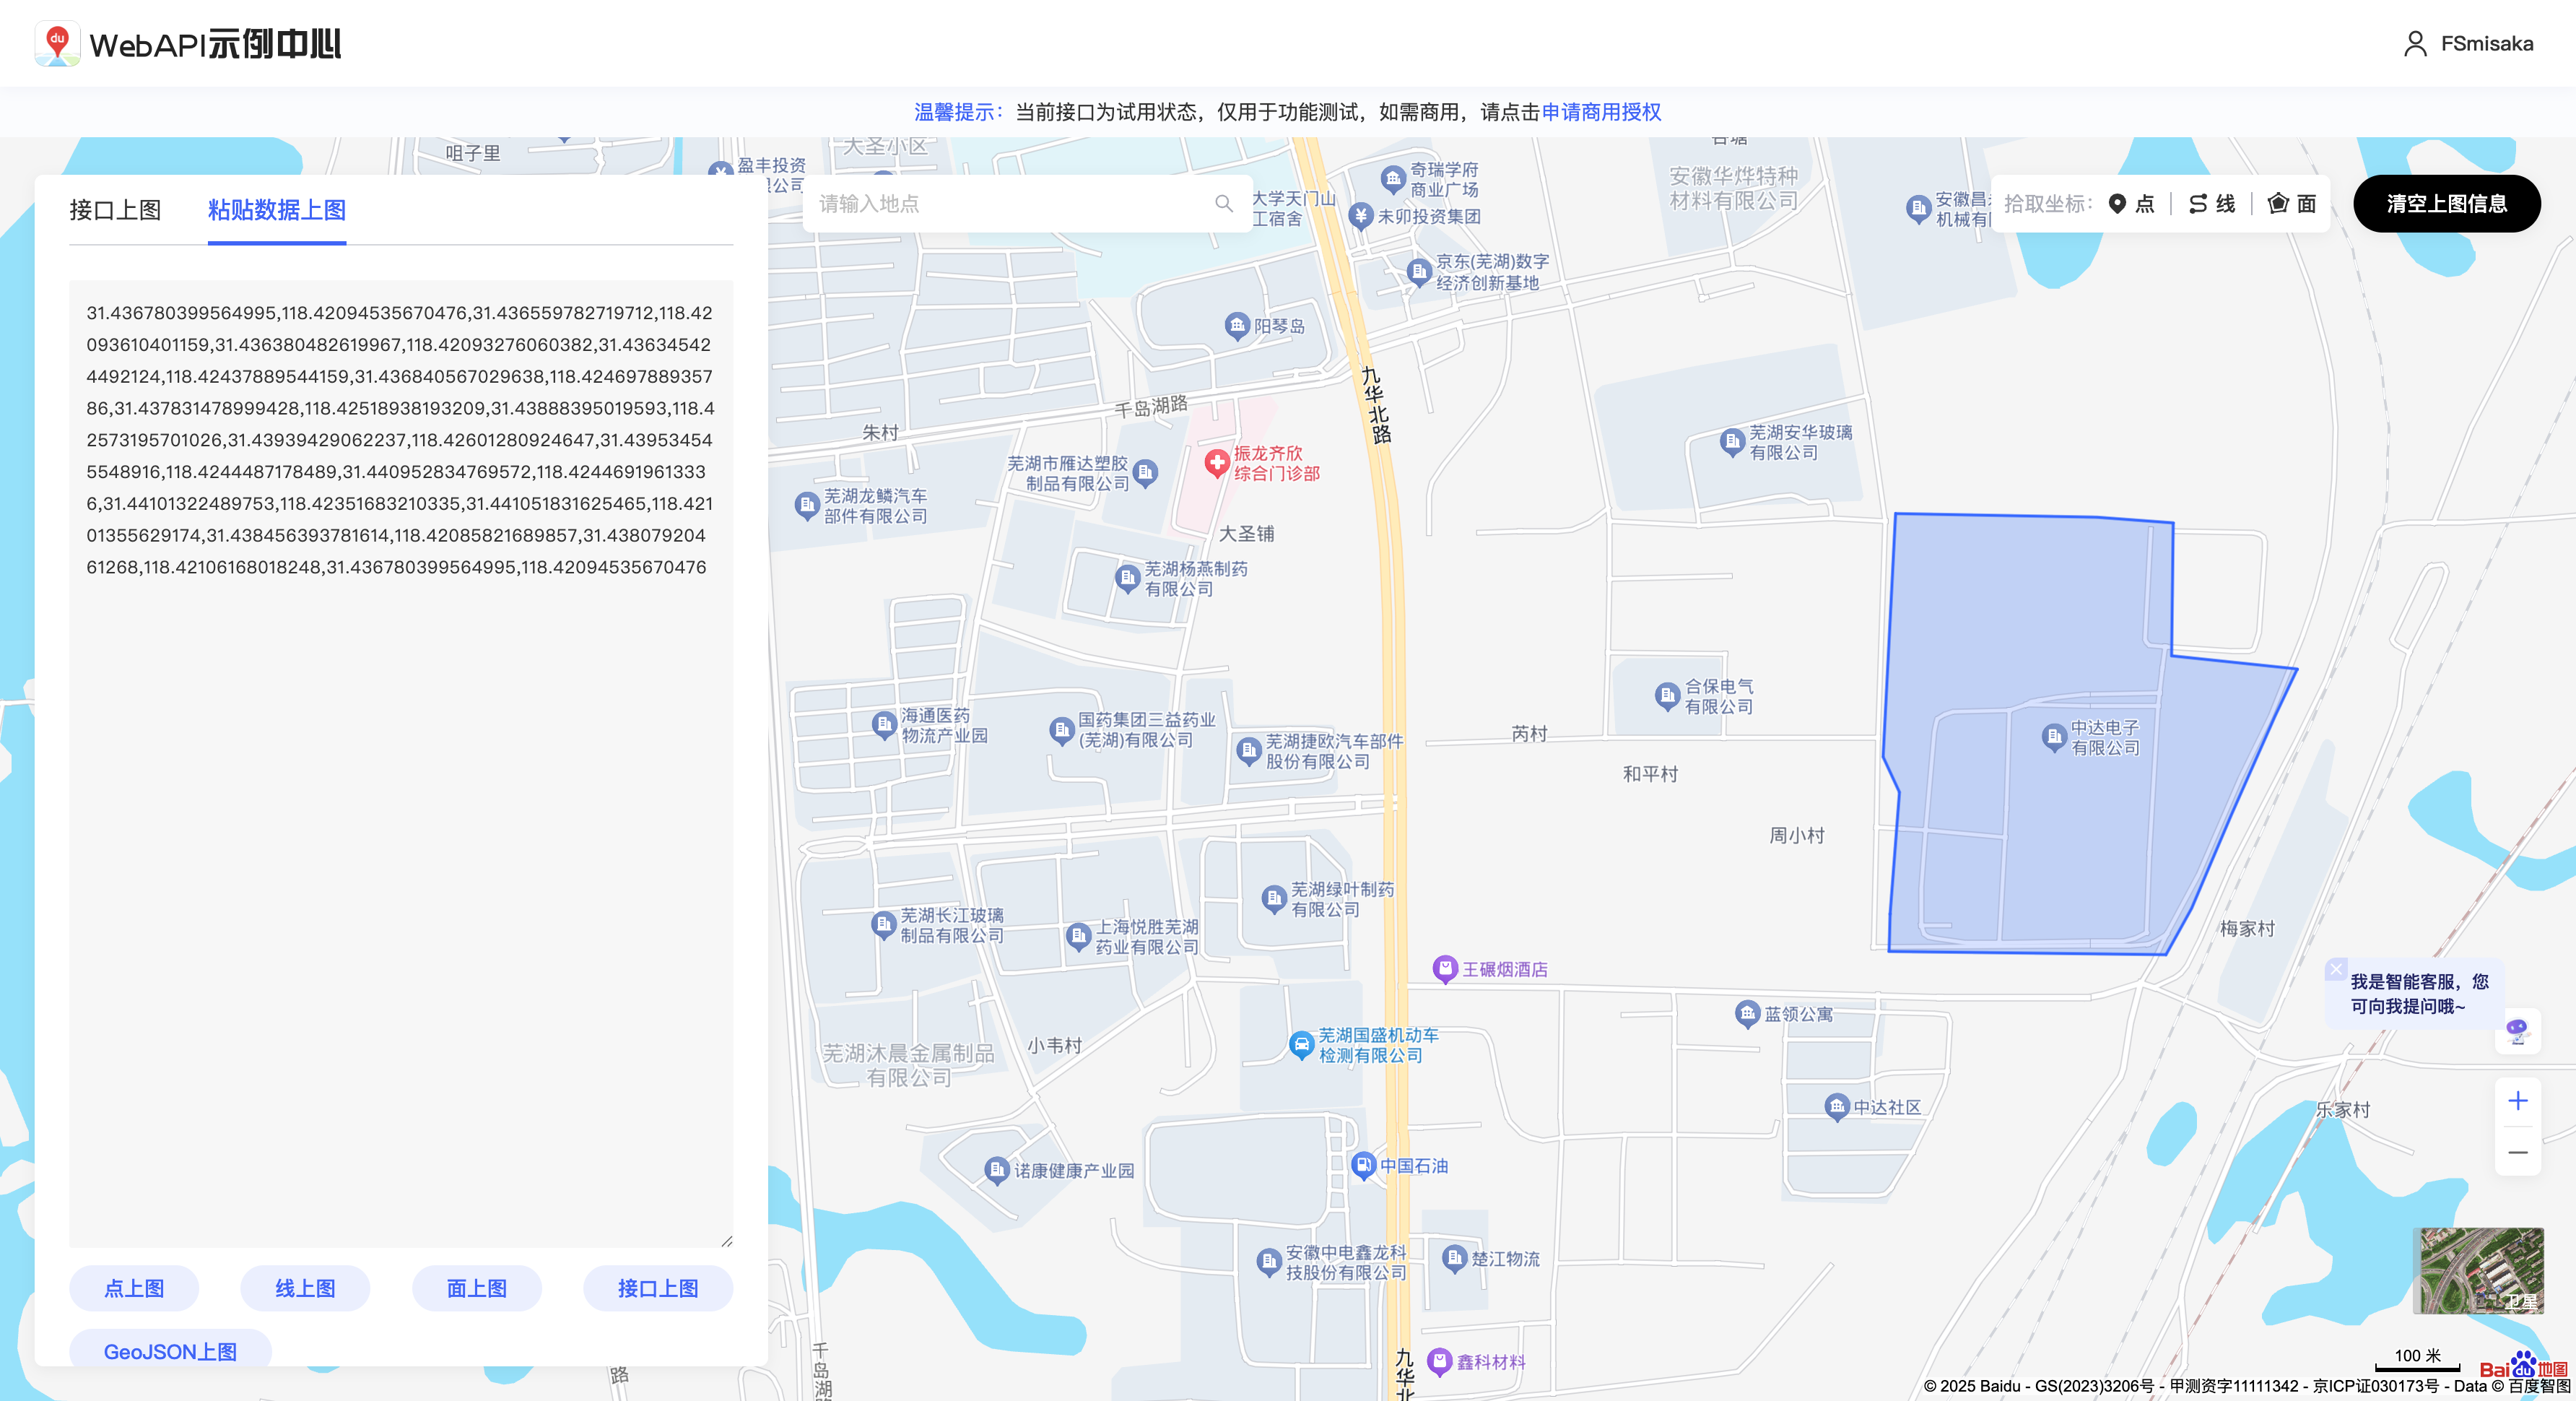 du
WebAPI示例中心
FSmisaka
温馨提示：当前接口为试用状态，仅用于功能测试，如需商用，请点击申请商用授权
接口上图
粘贴数据上图
31.436780399564995,118.42094535670476,31.436559782719712,118.42
093610401159,31.436380482619967,118.42093276060382,31.43634542
4492124,118.42437889544159,31.436840567029638,118.424697889357
86,31.437831478999428,118.42518938193209,31.43888395019593,118.4
2573195701026,31.43939429062237,118.42601280924647,31.43953454
5548916,118.4244487178489,31.440952834769572,118.4244691961333
6,31.44101322489753,118.42351683210335,31.441051831625465,118.421
01355629174,31.438456393781614,118.42085821689857,31.438079204
61268,118.42106168018248,31.436780399564995,118.42094535670476
点上图
线上图
面上图
接口上图
GeoJSON上图
请输入地点
拾取坐标：
点
线
面
清空上图信息
咀子里
盈丰投资
大圣小区
大学天门山
工宿舍
奇瑞学府
商业广场
未卯投资集团
安徽华烨特种
材料有限公司
京东(芜湖)数字
经济创新基地
阳琴岛
九华北路
千岛湖路
朱村
芜湖市雁达塑胶
制品有限公司
振龙齐欣
综合门诊部
芜湖安华玻璃
有限公司
芜湖龙鳞汽车
部件有限公司
大圣铺
芜湖杨燕制药
有限公司
海通医药
物流产业园
国药集团三益药业
(芜湖)有限公司
芜湖捷欧汽车部件
股份有限公司
合保电气
有限公司
芮村
和平村
中达电子
有限公司
周小村
芜湖绿叶制药
有限公司
芜湖长江玻璃
制品有限公司
上海悦胜芜湖
药业有限公司
梅家村
王碾烟酒店
我是智能客服，您
可向我提问哦~
蓝领公寓
芜湖沐晨金属制品
有限公司
小韦村
芜湖国盛机动车
检测有限公司
中达社区
乐家村
诺康健康产业园
中国石油
安徽中电鑫龙科
技股份有限公司
楚江物流
卫星
千岛湖路
路
九华北
鑫科材料
100 米
Bai du 地图
© 2025 Baidu - GS(2023)3206号 - 甲测资字11111342 - 京ICP证030173号 - Data © 百度智图